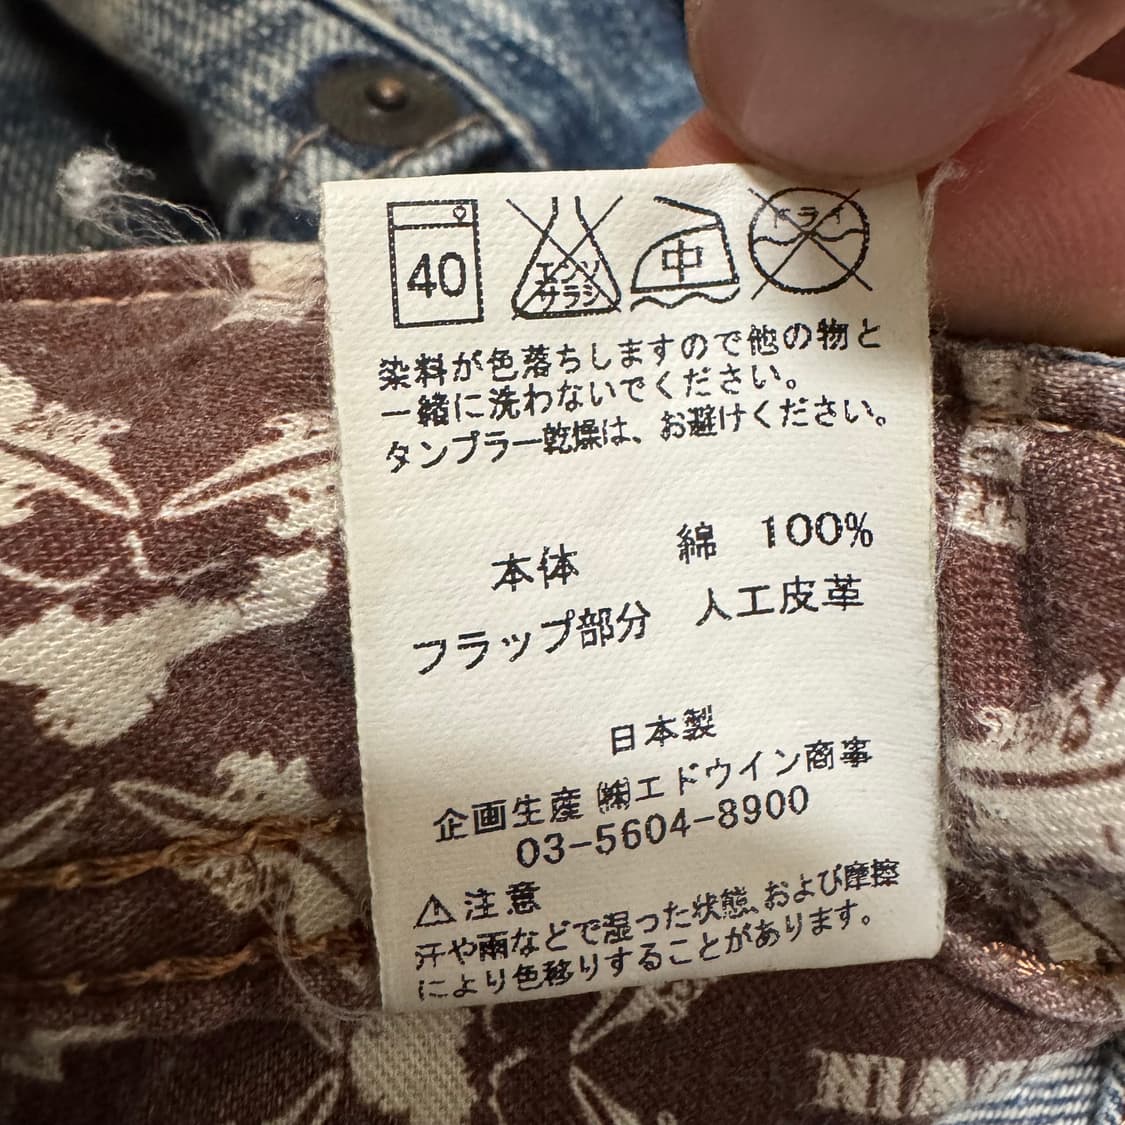 40
エンソ
サラシ
中
ドライ
染料が色落ちしますので他の物と
一緒に洗わないでください。
タンブラー乾燥は、お避けください。
本体 綿 100%
フラップ部分 人工皮革
日本製
企画生産 ㈱エドウイン商事
03-5604-8900
⚠注意
汗や雨などで湿った状態、および摩擦
により色移りすることがあります。